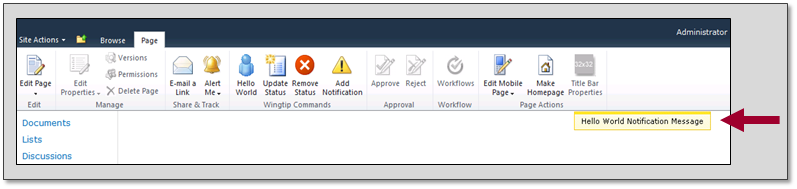 Administrator
Site Actions Browse Page
Edit Page
Edit
Edit Properties
Versions
Permissions
Delete Page
Manage
E-mail a Link
Alert Me
Share & Track
Hello World
Update Status
Remove Status
Add Notification
Wingtip Commands
Approve
Reject
Approval
Workflows
Workflow
Edit Mobile Page
Make Homepage
32x32
Title Bar Properties
Page Actions
Documents
Lists
Discussions
Hello World Notification Message